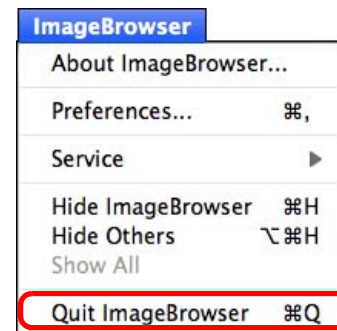 ImageBrowser
About ImageBrowser...
Preferences... ⌘,
Service ▶
Hide ImageBrowser ⌘H
Hide Others ⌥⌘H
Show All
Quit ImageBrowser ⌘Q